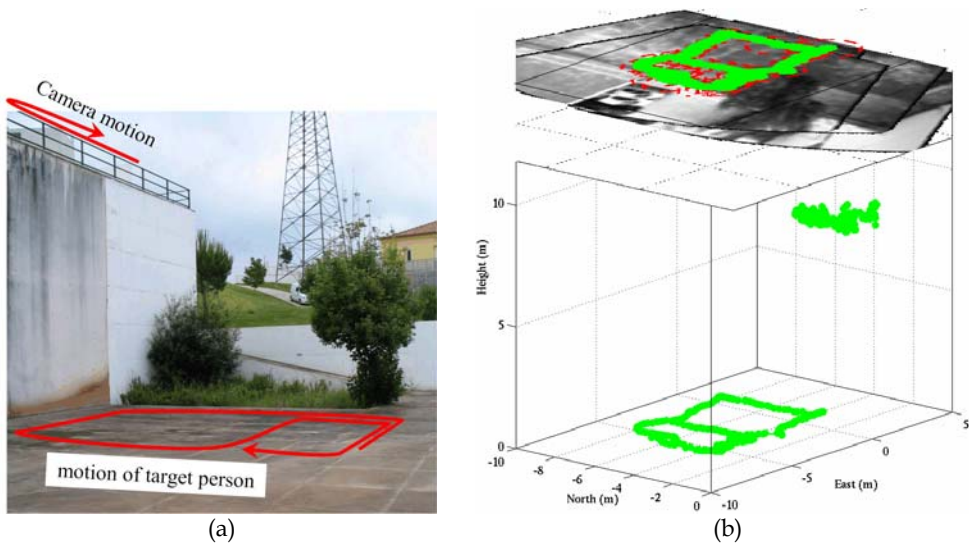 Camera motion
motion of target person
(a)
10
5
0
Height (m)
-10
-8
-6
-4
-2
0
North (m)
-10
-5
0
5
East (m)
(b)